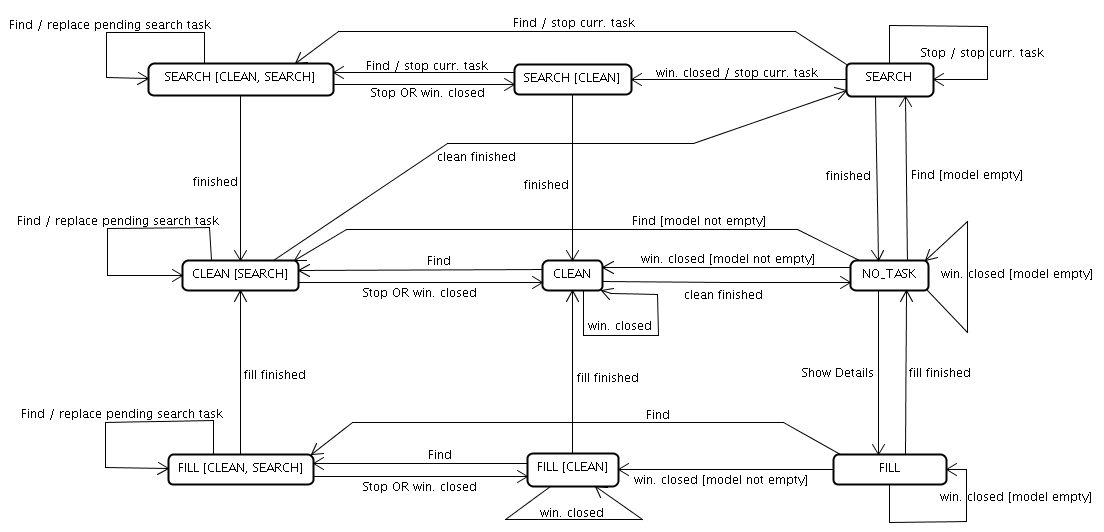 Find / stop curr. task
Find / replace pending search task
Stop / stop curr. task
Find / stop curr. task
win. closed / stop curr. task
SEARCH [CLEAN, SEARCH]
SEARCH [CLEAN]
SEARCH
Stop OR win. closed
clean finished
finished
finished
finished
Find [model empty]
Find / replace pending search task
Find [model not empty]
Find
win. closed [model not empty]
CLEAN [SEARCH]
CLEAN
NO_TASK
win. closed [model empty]
Stop OR win. closed
clean finished
win. closed
fill finished
fill finished
Show Details
fill finished
Find / replace pending search task
Find
Find
FILL [CLEAN, SEARCH]
FILL [CLEAN]
FILL
Stop OR win. closed
win. closed [model not empty]
win. closed [model empty]
win. closed